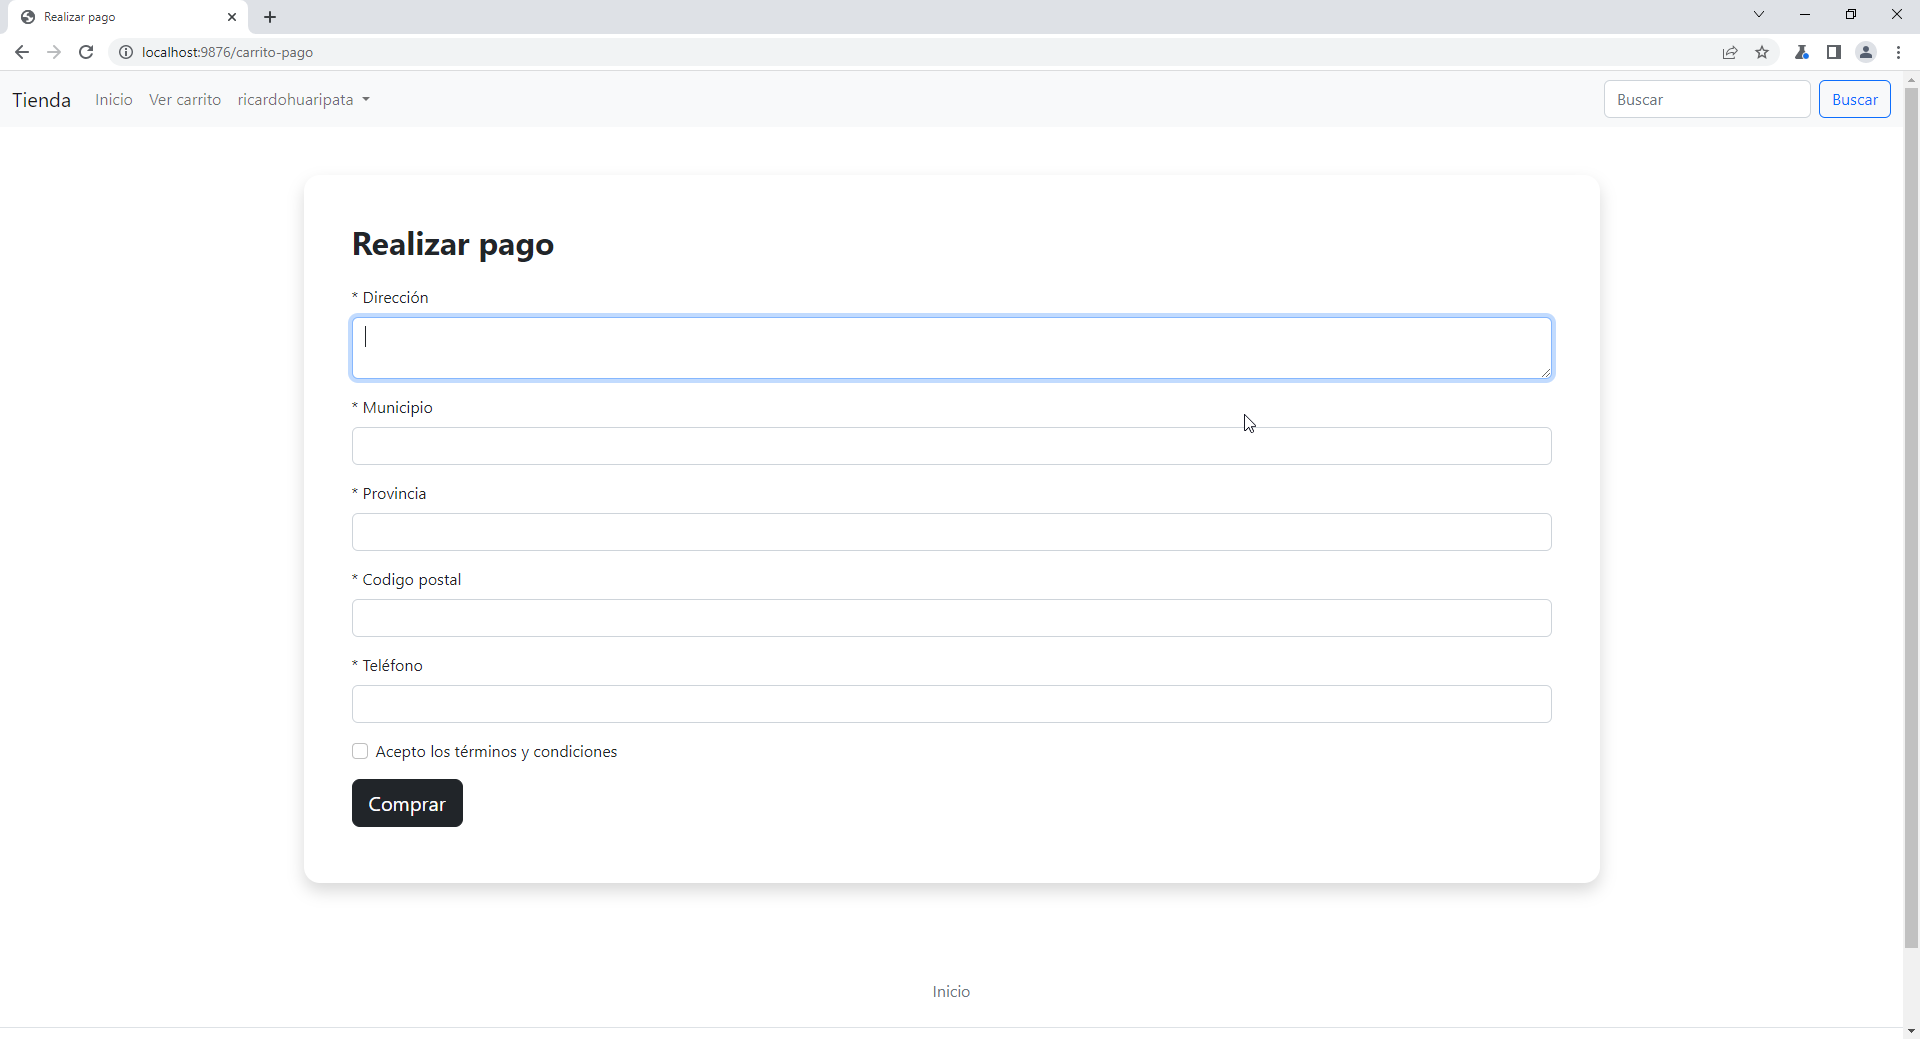 Realizar pago
localhost:9876/carrito-pago
Tienda Inicio Ver carrito ricardohuaripata Buscar Buscar
Realizar pago
* Dirección
* Municipio
* Provincia
* Codigo postal
* Teléfono
Acepto los términos y condiciones
Comprar
Inicio